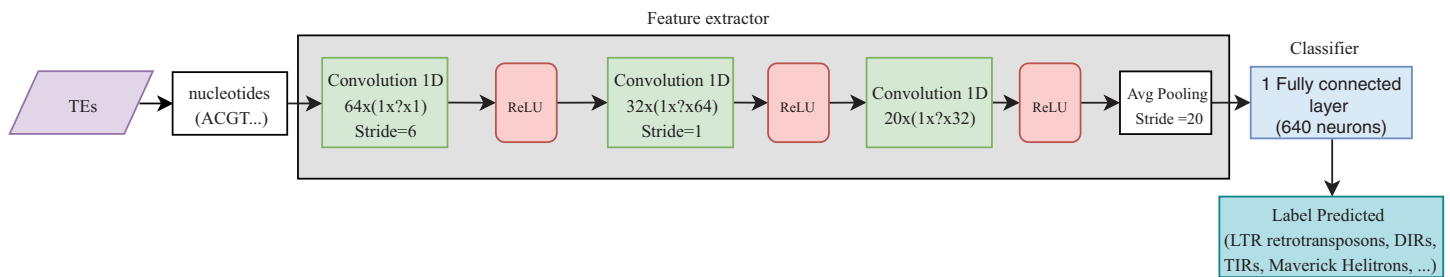 Feature extractor
TEs
nucleotides
(ACGT...)
Convolution 1D
64x(1x?x1)
Stride=6
ReLU
Convolution 1D
32x(1x?x64)
Stride=1
ReLU
Convolution 1D
20x(1x?x32)
ReLU
Avg Pooling
Stride =20
Classifier
1 Fully connected
layer
(640 neurons)
Label Predicted
(LTR retrotransposons, DIRs,
TIRs, Maverick Helitrons, ...)